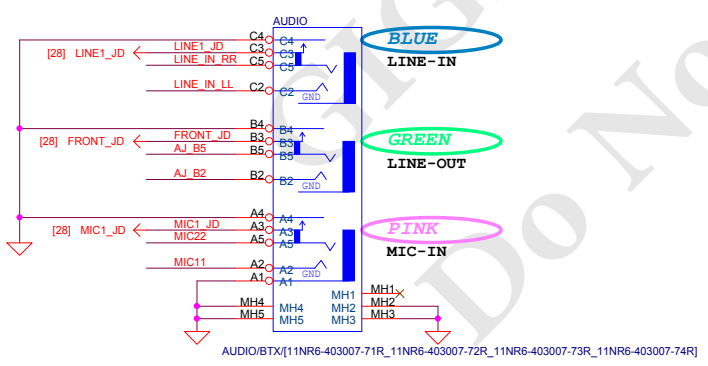 AUDIO
C4 C4
[28] LINE1_JD LINE1_JD C3 C3
LINE_IN_RR C5 C5
LINE_IN_LL C2 C2
GND
BLUE
LINE-IN
B4 B4
[28] FRONT_JD FRONT_JD B3 B3
AJ_B5 B5 B5
AJ_B2 B2 B2
GND
GREEN
LINE-OUT
A4 A4
[28] MIC1_JD MIC1_JD A3 A3
MIC22 A5 A5
MIC11 A2 A2
GND
A1 A1
PINK
MIC-IN
MH1 MH1
MH4 MH4 MH2 MH2
MH5 MH5 MH3 MH3
AUDIO/BTX/[11NR6-403007-71R_11NR6-403007-72R_11NR6-403007-73R_11NR6-403007-74R]
Do No